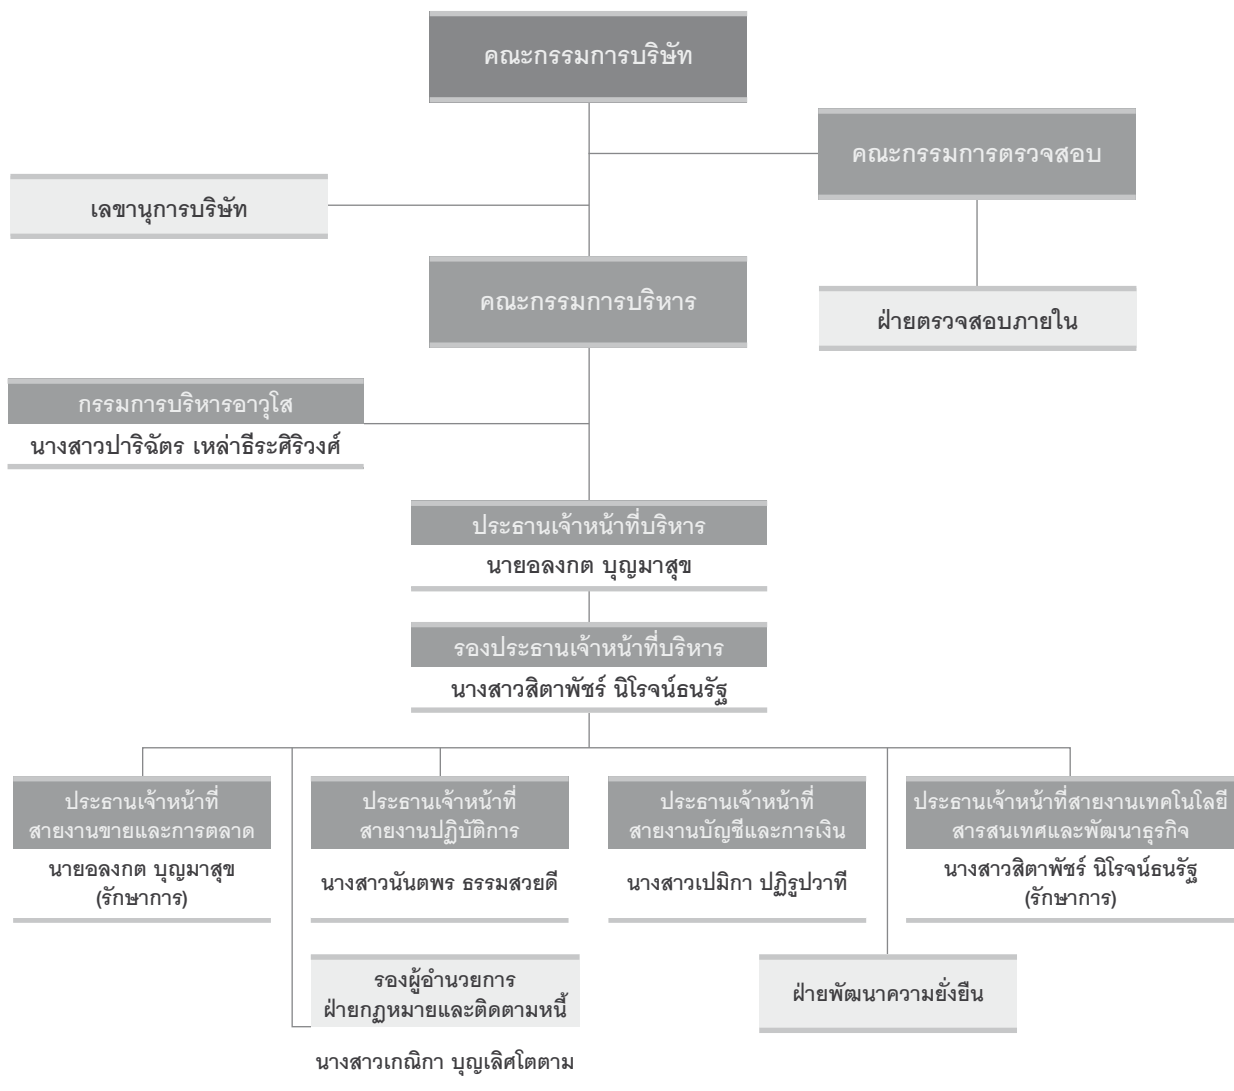 คณะกรรมการบริษัท
คณะกรรมการตรวจสอบ
เลขานุการบริษัท
คณะกรรมการบริหาร
ฝ่ายตรวจสอบภายใน
กรรมการบริหารอาวุโส
นางสาวปาริฉัตร เหล่าธีระศิริวงศ์
ประธานเจ้าหน้าที่บริหาร
นายอลงกต บุญมาสุข
รองประธานเจ้าหน้าที่บริหาร
นางสาวสิตาพัชร์ นิโรจน์ธนรัฐ
ประธานเจ้าหน้าที่
สายงานขายและการตลาด
นายอลงกต บุญมาสุข
(รักษาการ)
ประธานเจ้าหน้าที่
สายงานปฏิบัติการ
นางสาวนันตพร ธรรมสวยดี
ประธานเจ้าหน้าที่
สายงานบัญชีและการเงิน
นางสาวเปมิกา ปฏิรูปวาที
ประธานเจ้าหน้าที่สายงานเทคโนโลยี
สารสนเทศและพัฒนาธุรกิจ
นางสาวสิตาพัชร์ นิโรจน์ธนรัฐ
(รักษาการ)
รองผู้อำนวยการ
ฝ่ายกฎหมายและติดตามหนี้
นางสาวเกณิกา บุญเลิศโตตาม
ฝ่ายพัฒนาความยั่งยืน